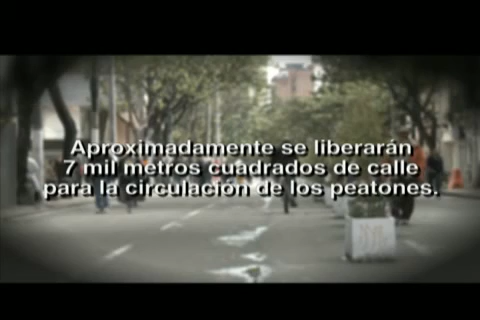 Aproximadamente se liberarán
7 mil metros cuadrados de calle
para la circulación de los peatones.